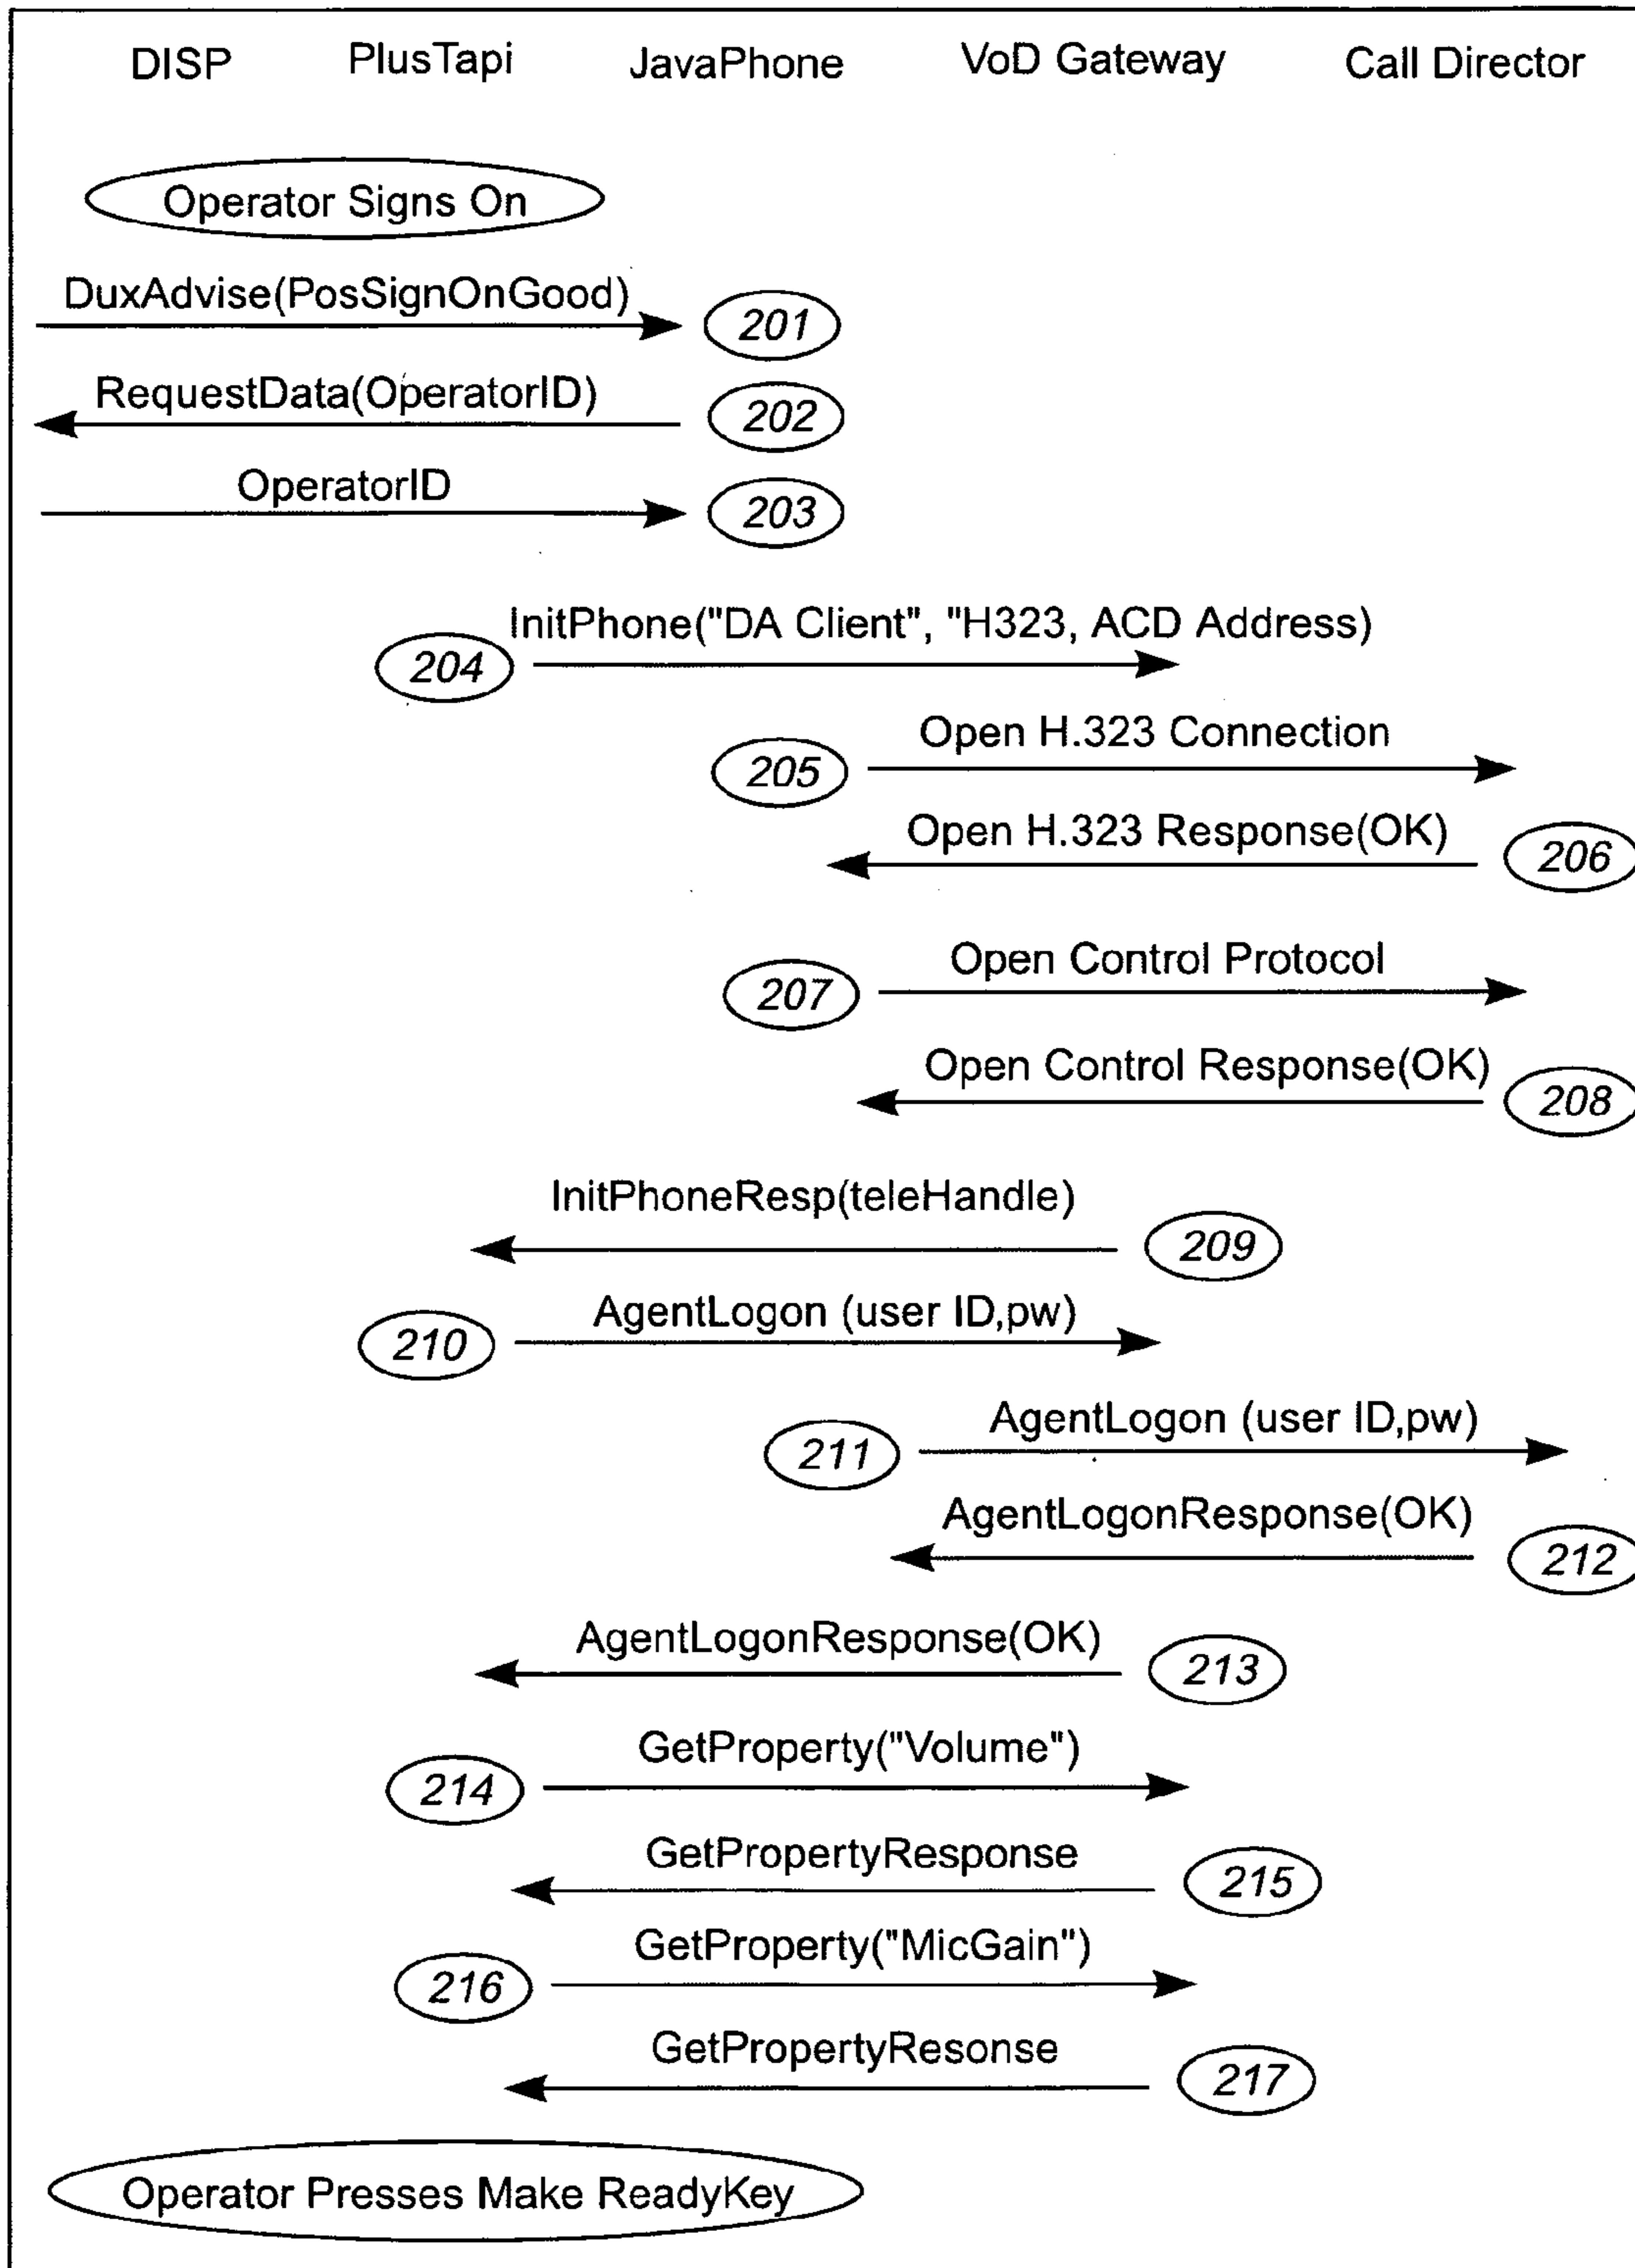 DISP PlusTapi JavaPhone VoD Gateway Call Director
Operator Signs On
DuxAdvise(PosSignOnGood)
201
RequestData(OperatorID)
202
OperatorID
203
InitPhone("DA Client", "H323, ACD Address)
204
Open H.323 Connection
205
Open H.323 Response(OK)
206
Open Control Protocol
207
Open Control Response(OK)
208
InitPhoneResp(teleHandle)
209
AgentLogon (user ID,pw)
210
AgentLogon (user ID,pw)
211
AgentLogonResponse(OK)
212
AgentLogonResponse(OK)
213
GetProperty("Volume")
214
GetPropertyResponse
215
GetProperty("MicGain")
216
GetPropertyResonse
217
Operator Presses Make ReadyKey